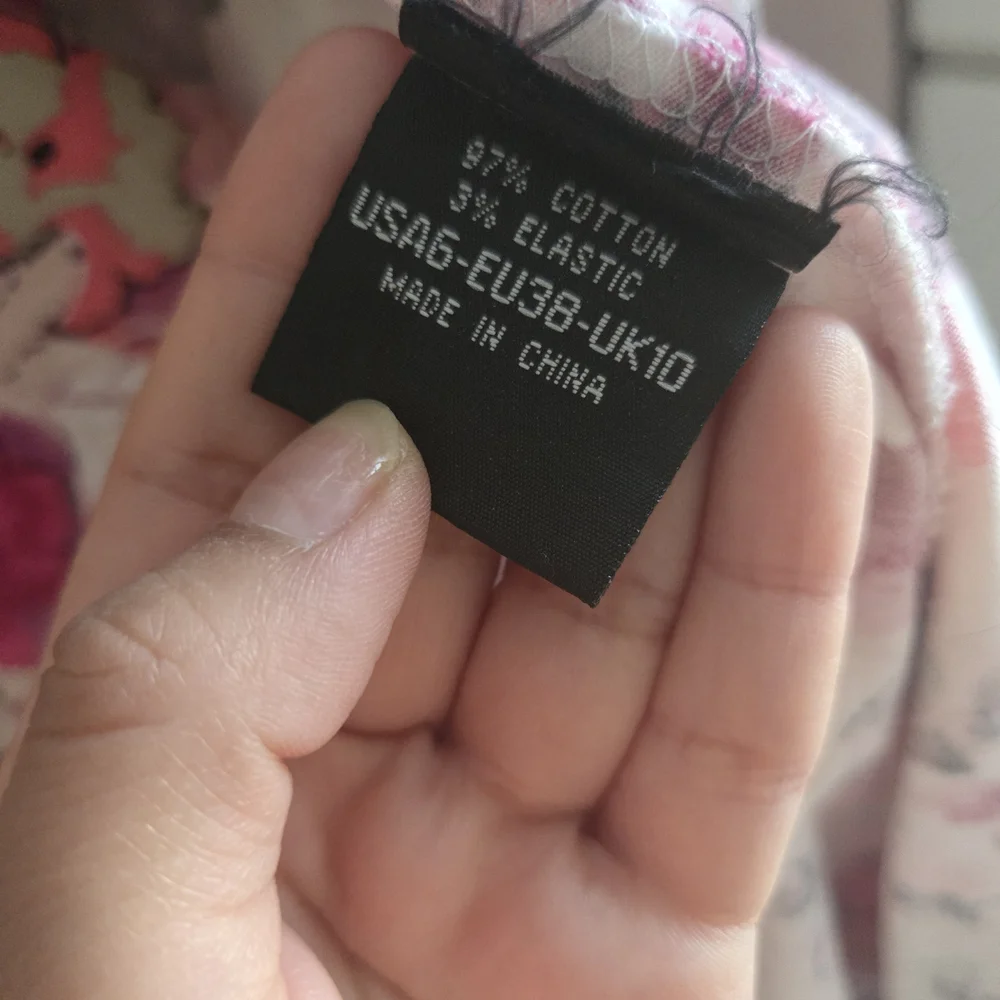 97% COTTON
3% ELASTIC
USA6-EU38-UK10
MADE IN CHINA